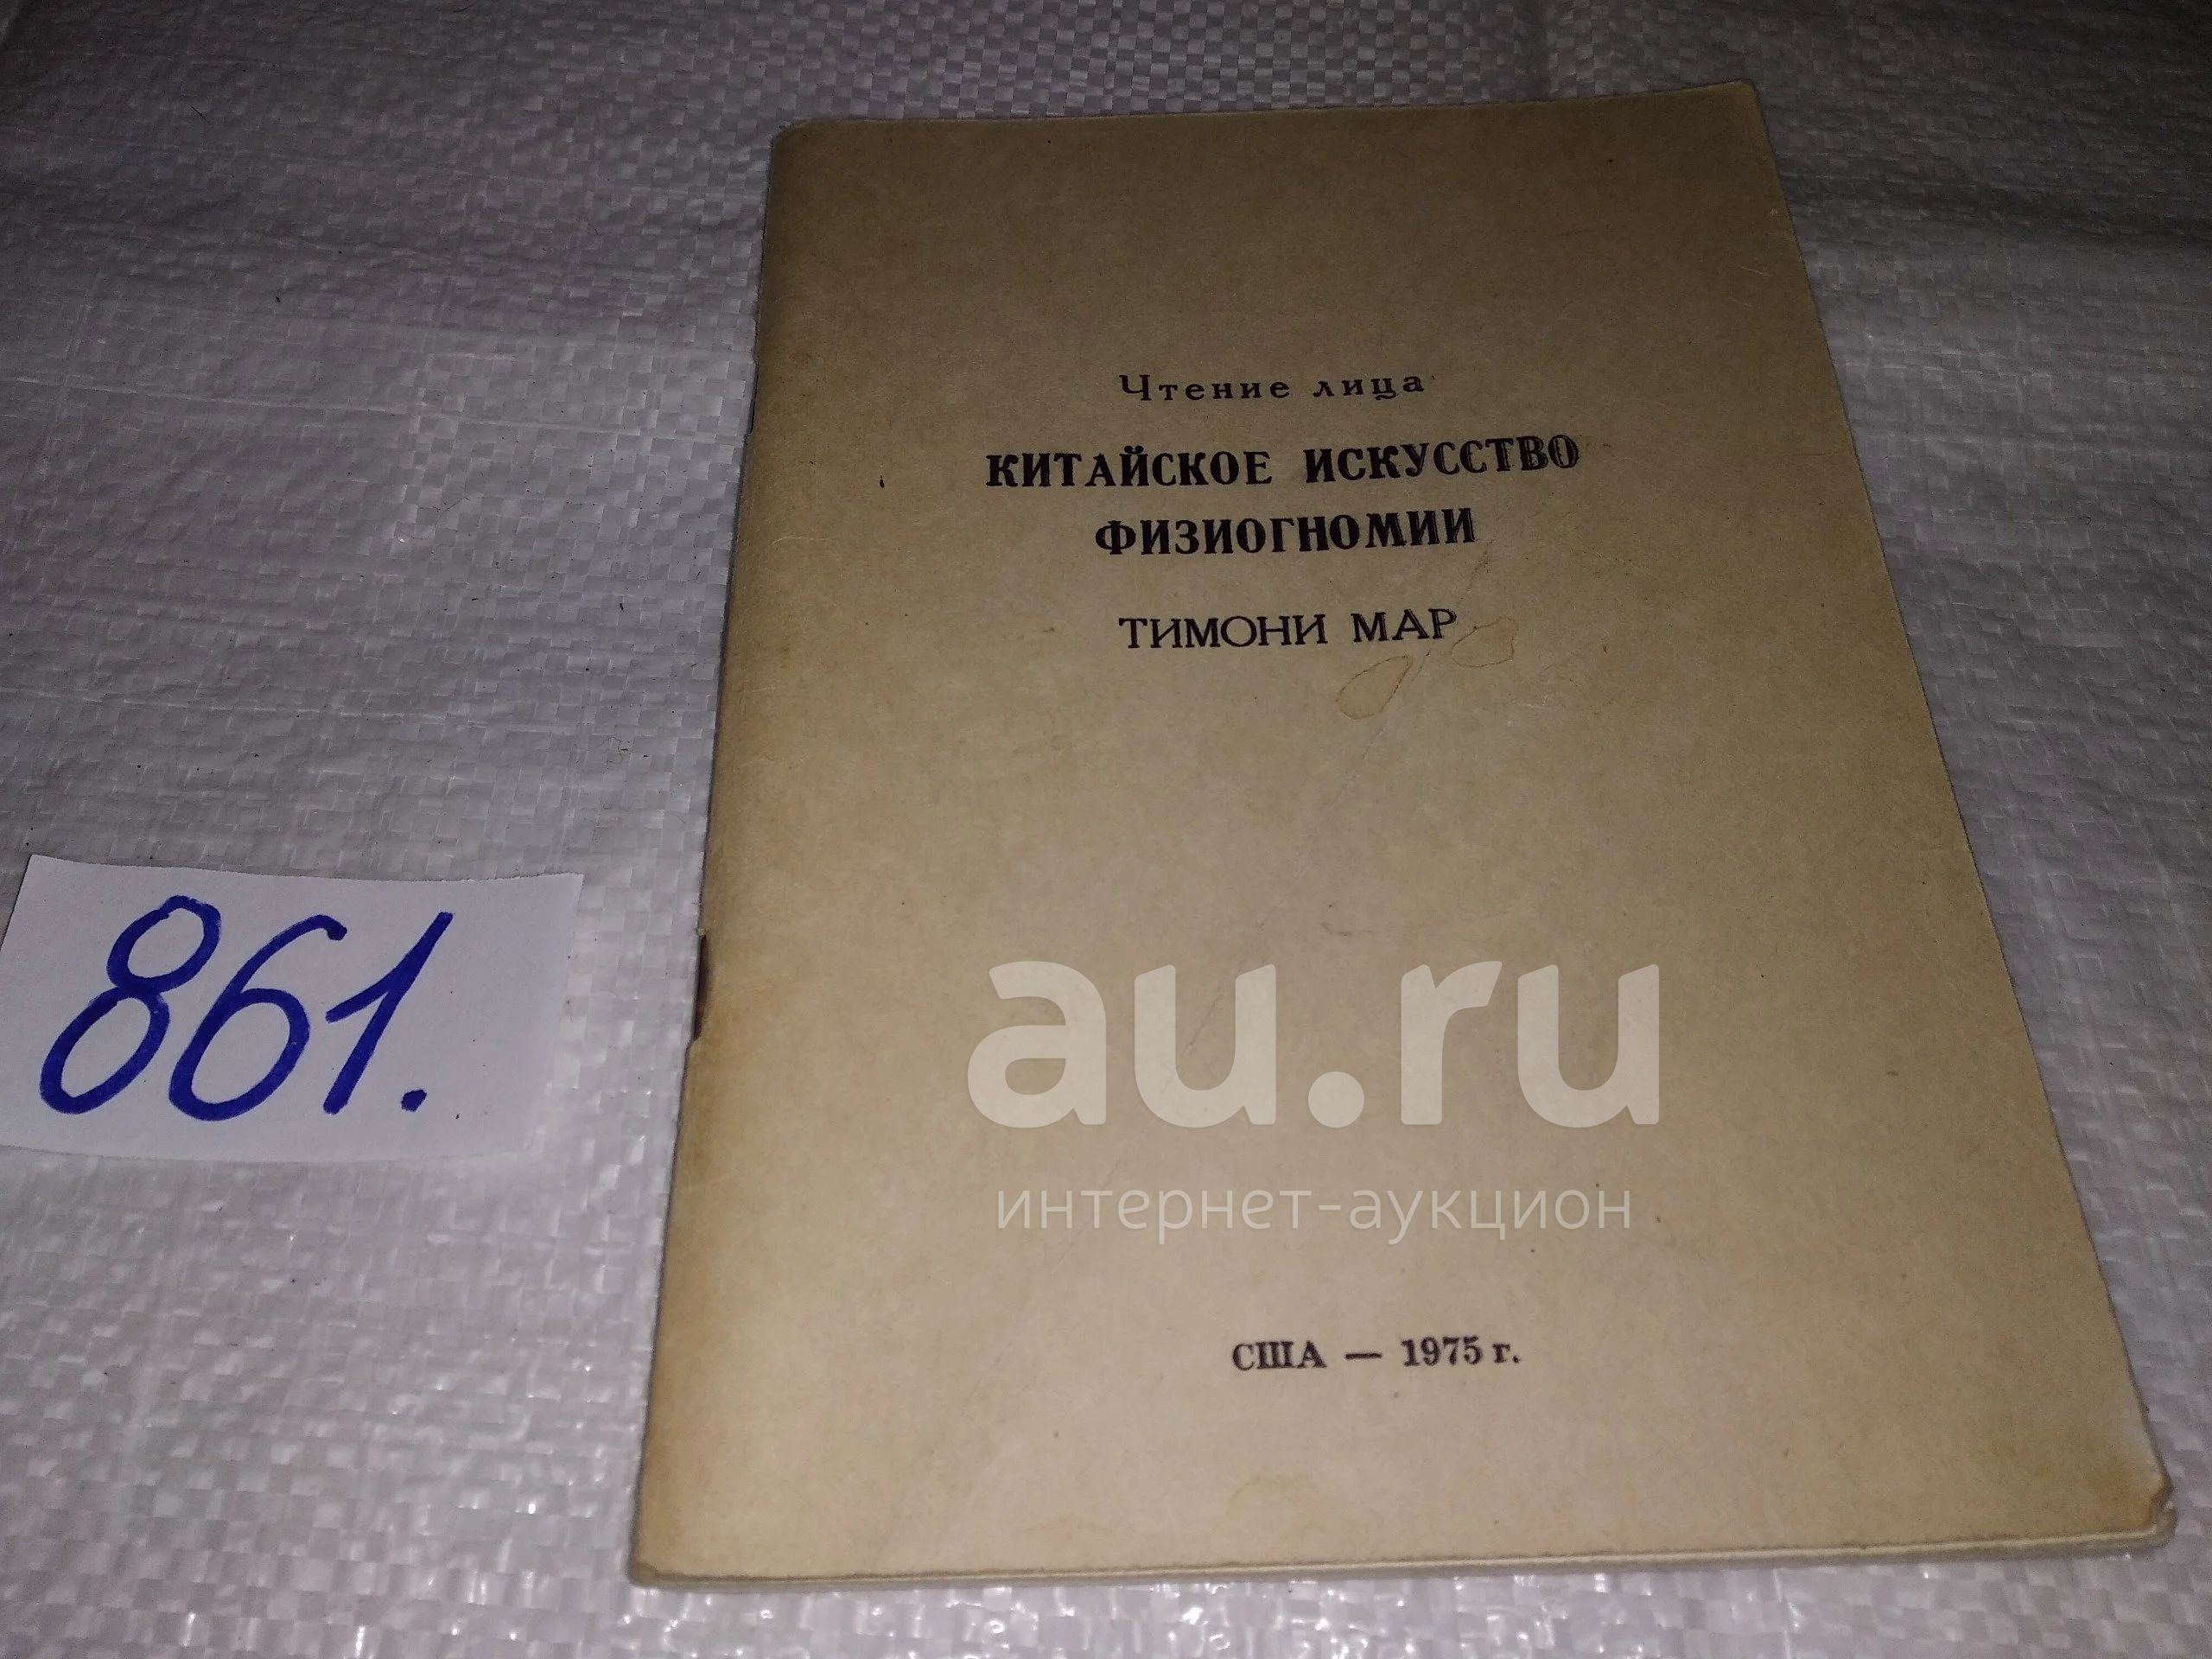 Чтение лица
КИТАЙСКОЕ ИСКУССТВО
ФИЗИОГНОМИИ
ТИМОНИ МАР
861.
au.ru
интернет-аукцион
США — 1975 г.